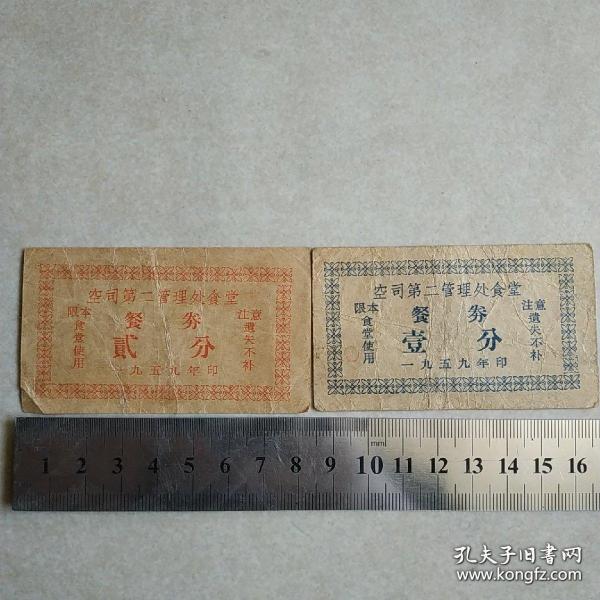 空司第二管理处食堂
限本食堂使用
餐券
贰分
注意遗失不补
一九五九年印
空司第二管理处食堂
限本食堂使用
餐券
壹分
注意遗失不补
一九五九年印
mm
1 2 3 4 5 6 7 8 9 10 11 12 13 14 15 16
孔夫子旧书网
www.kongfz.com